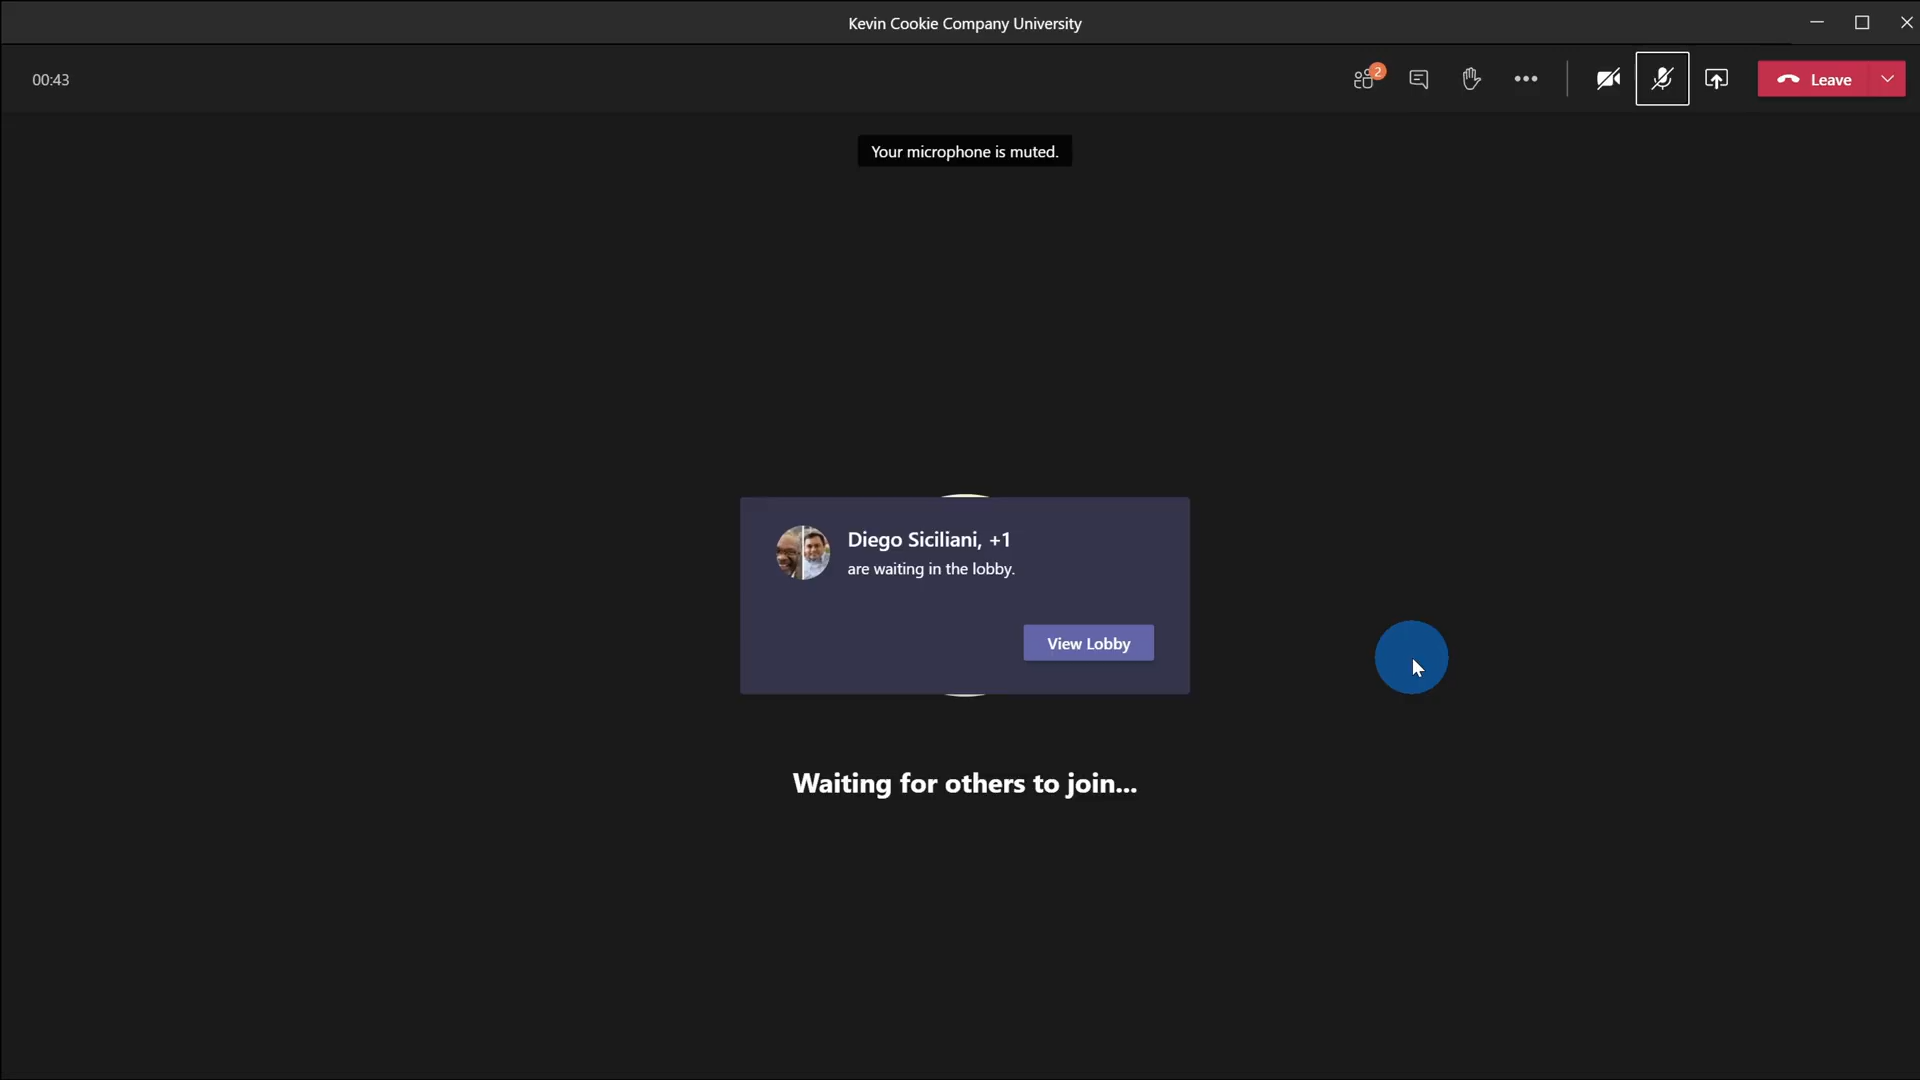 Kevin Cookie Company University
00:43
2
Leave
Your microphone is muted.
Diego Siciliani, +1
are waiting in the lobby.
View Lobby
Waiting for others to join...